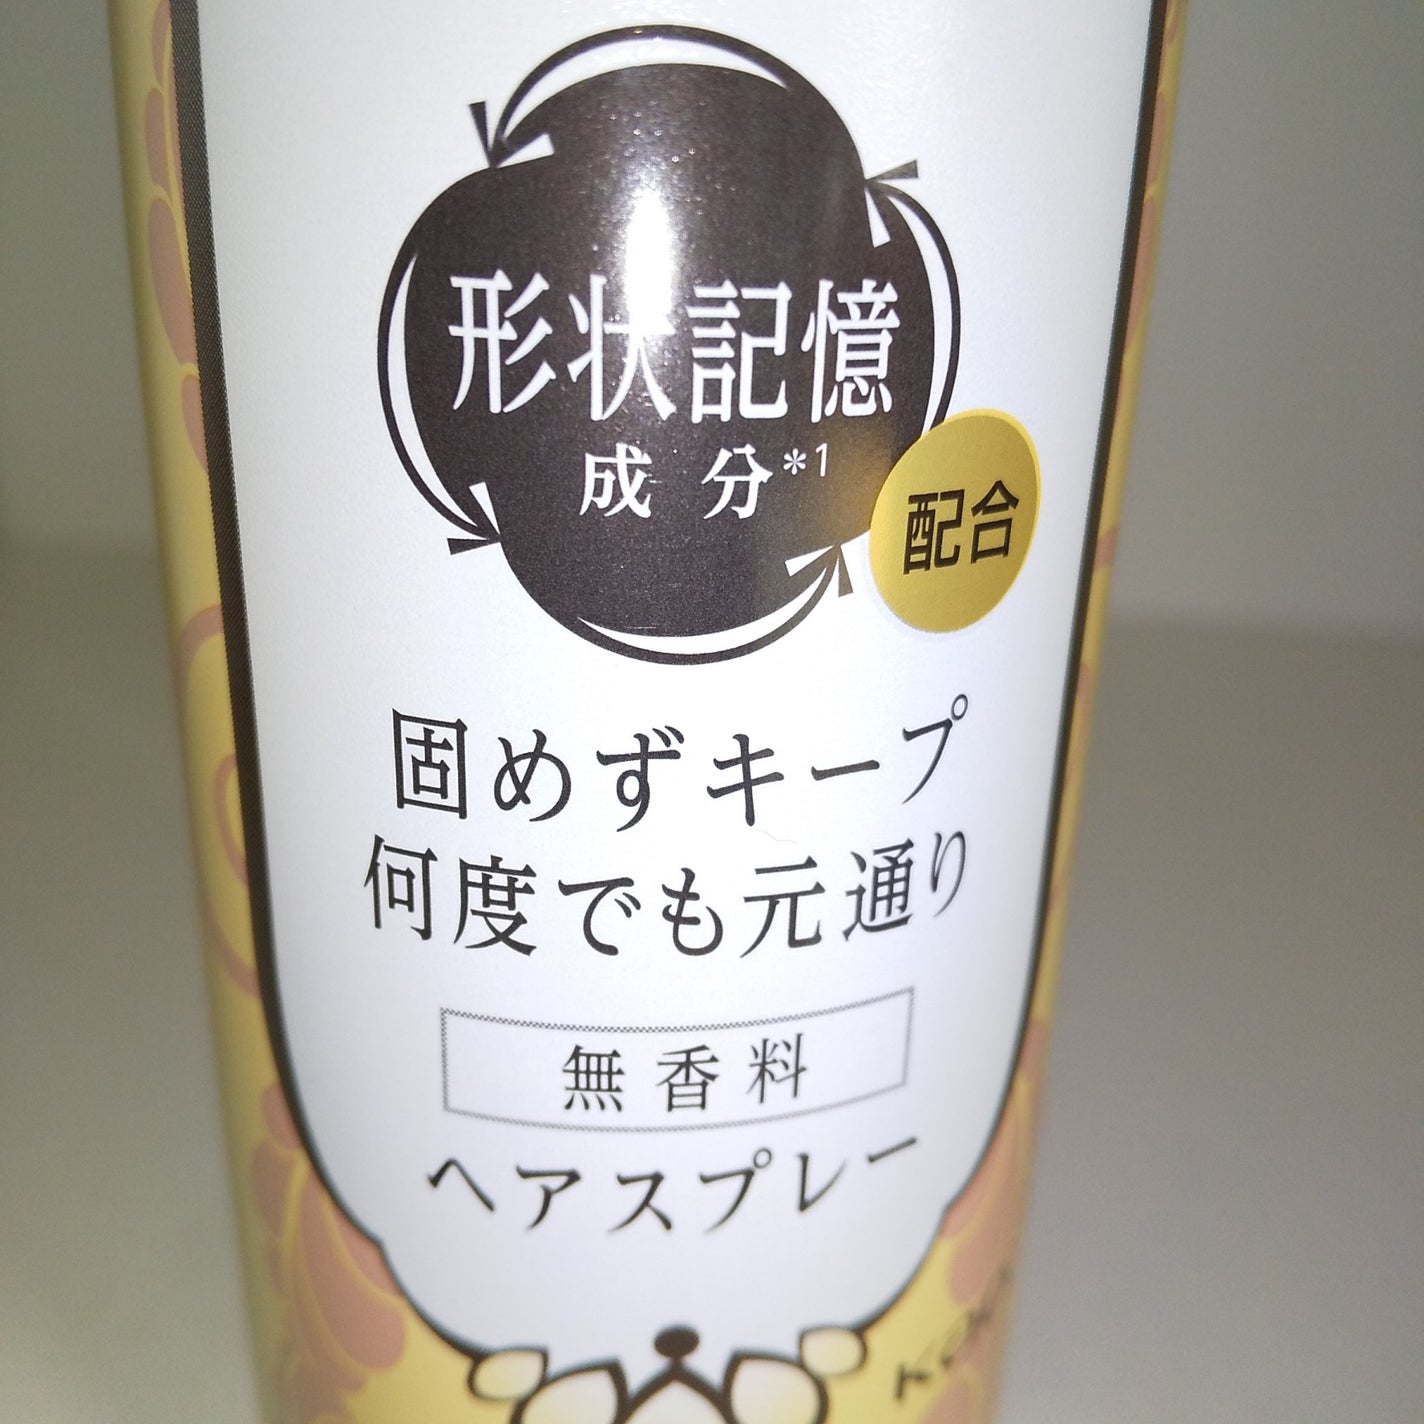 形状記憶
成分*1
配合
固めずキープ
何度でも元通り
無香料
ヘアスプレー